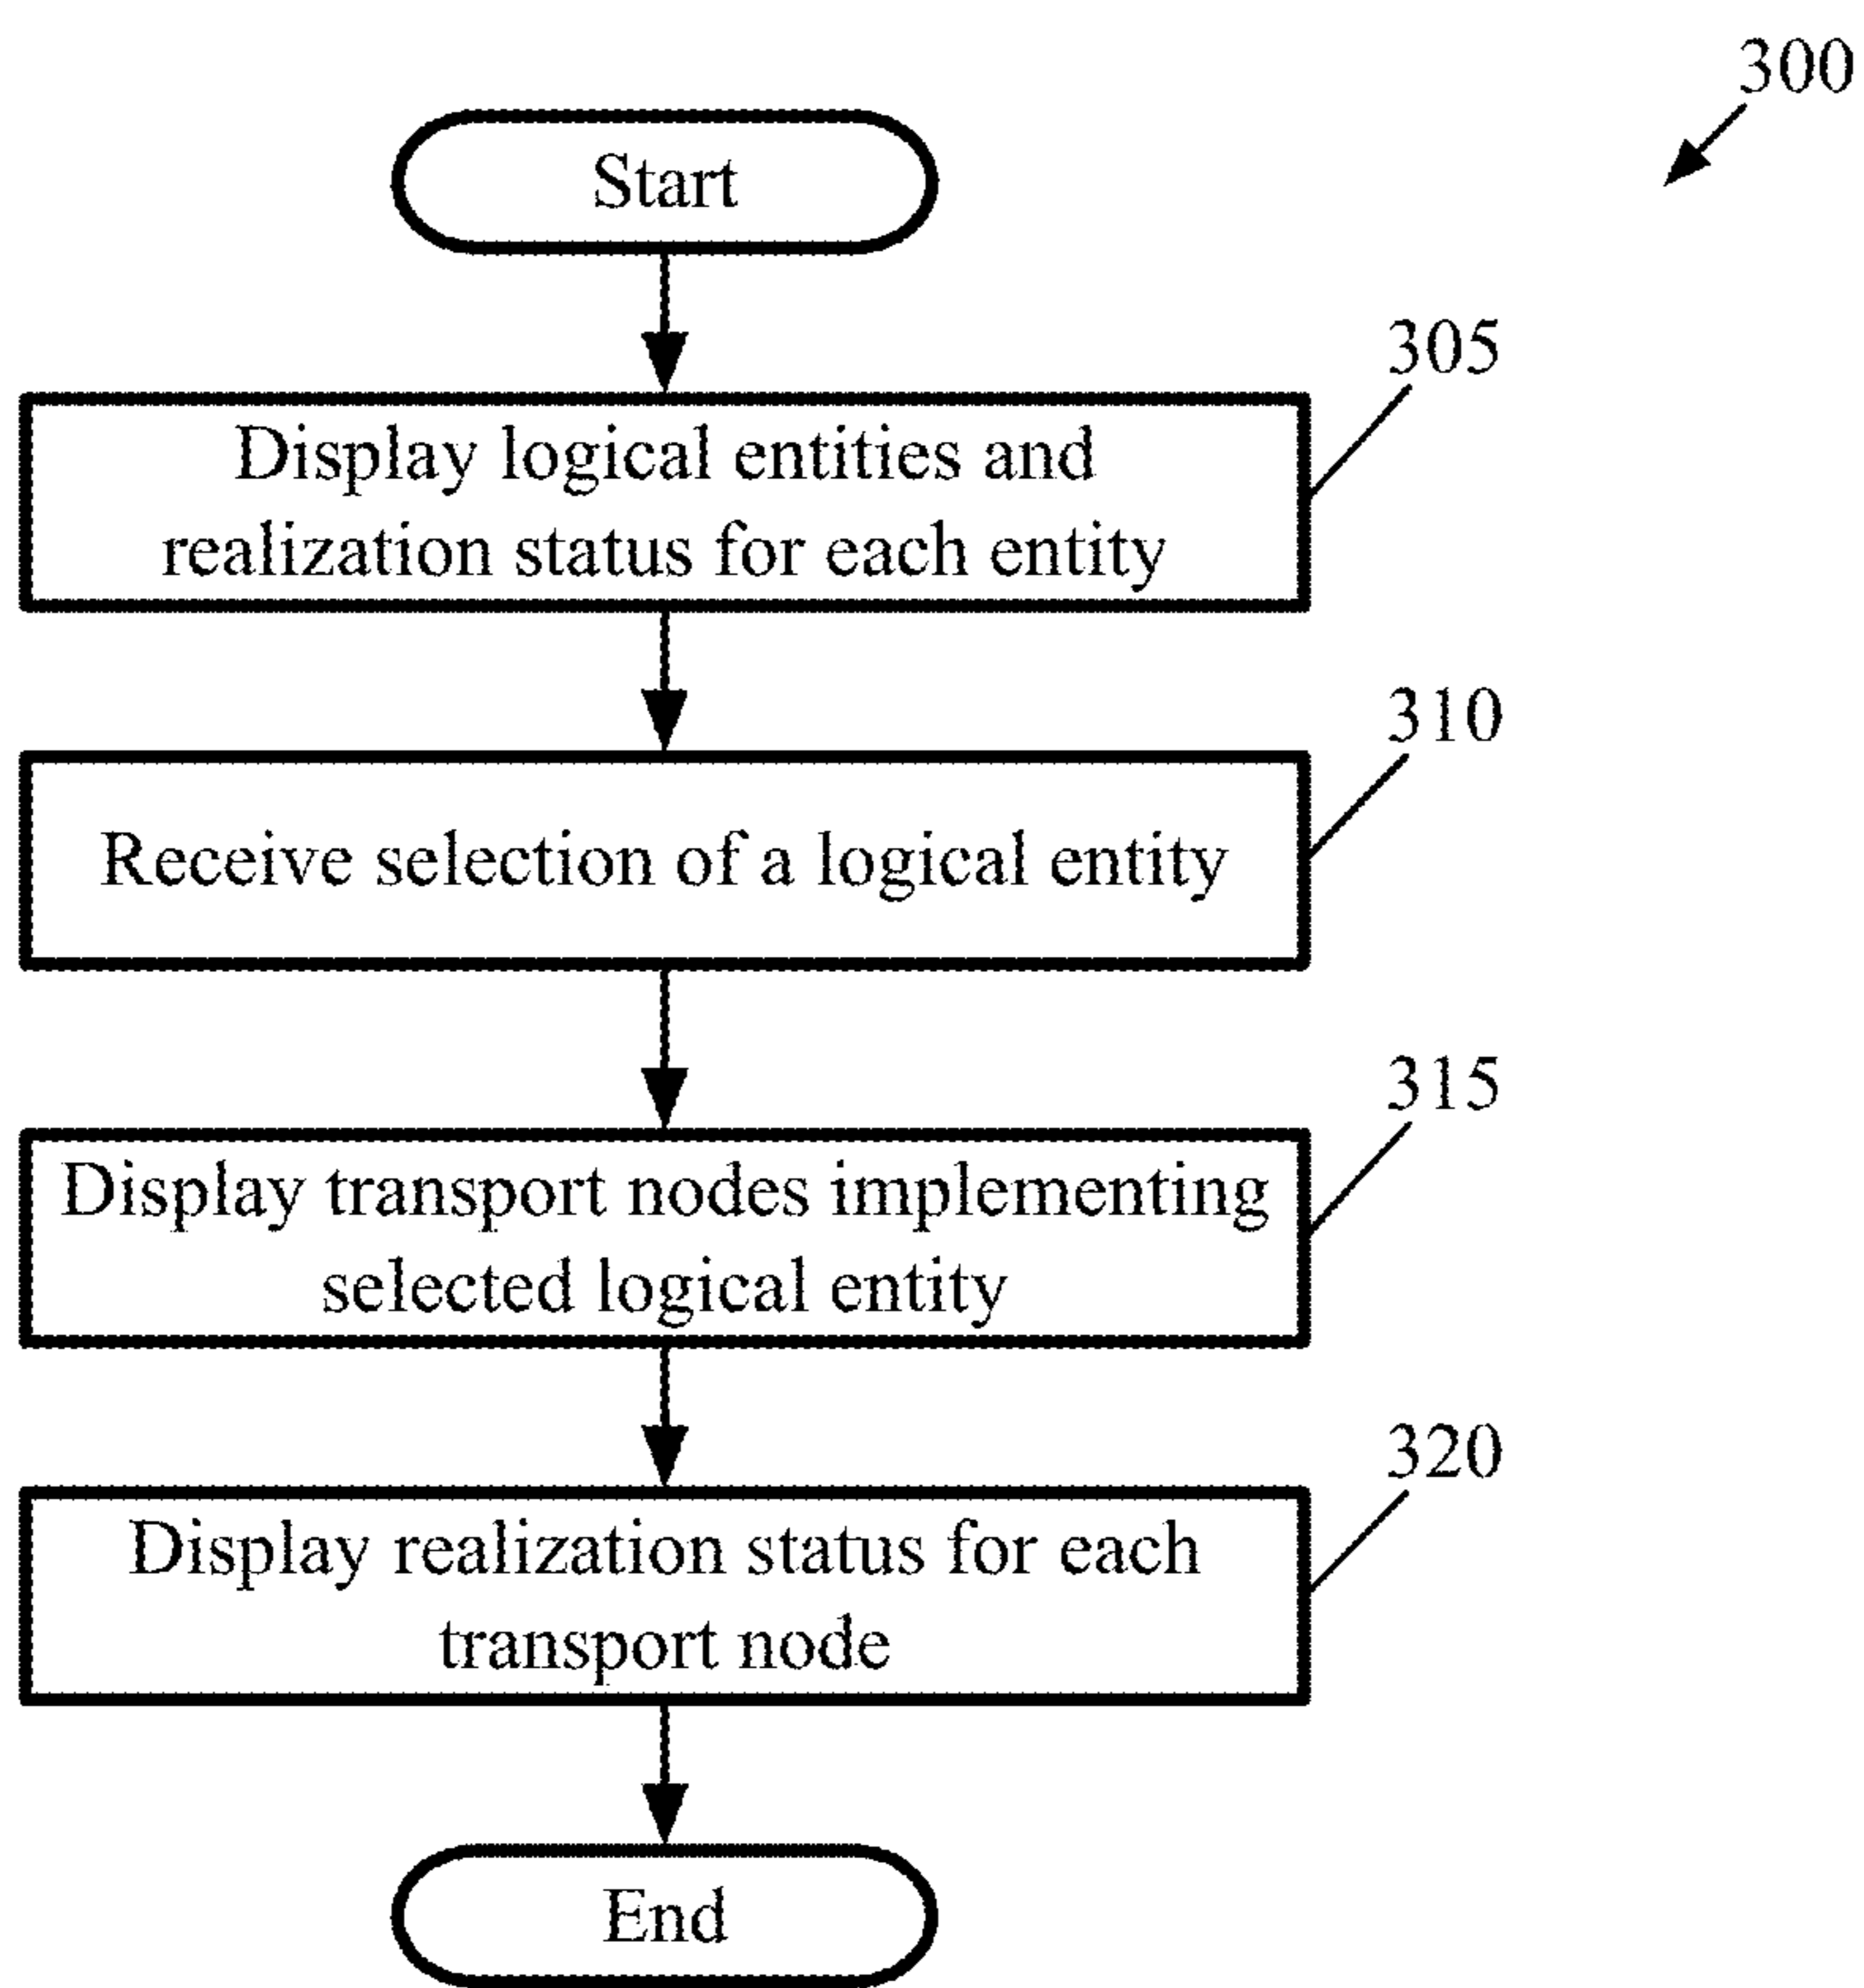 300
Start
305
Display logical entities and
realization status for each entity
310
Receive selection of a logical entity
315
Display transport nodes implementing
selected logical entity
320
Display realization status for each
transport node
End